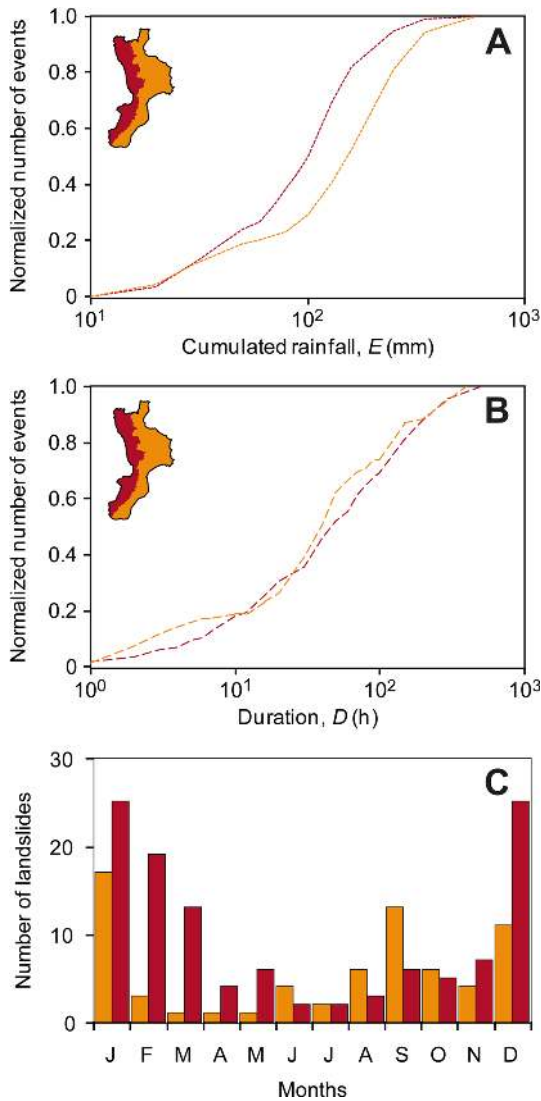 A
Normalized number of events
1.0
0.8
0.6
0.4
0.2
0
10¹
10²
10³
Cumulated rainfall, E (mm)
B
Normalized number of events
1.0
0.8
0.6
0.4
0.2
0
10⁰
10¹
10²
10³
Duration, D (h)
C
Number of landslides
30
20
10
0
J F M A M J J A S O N D
Months